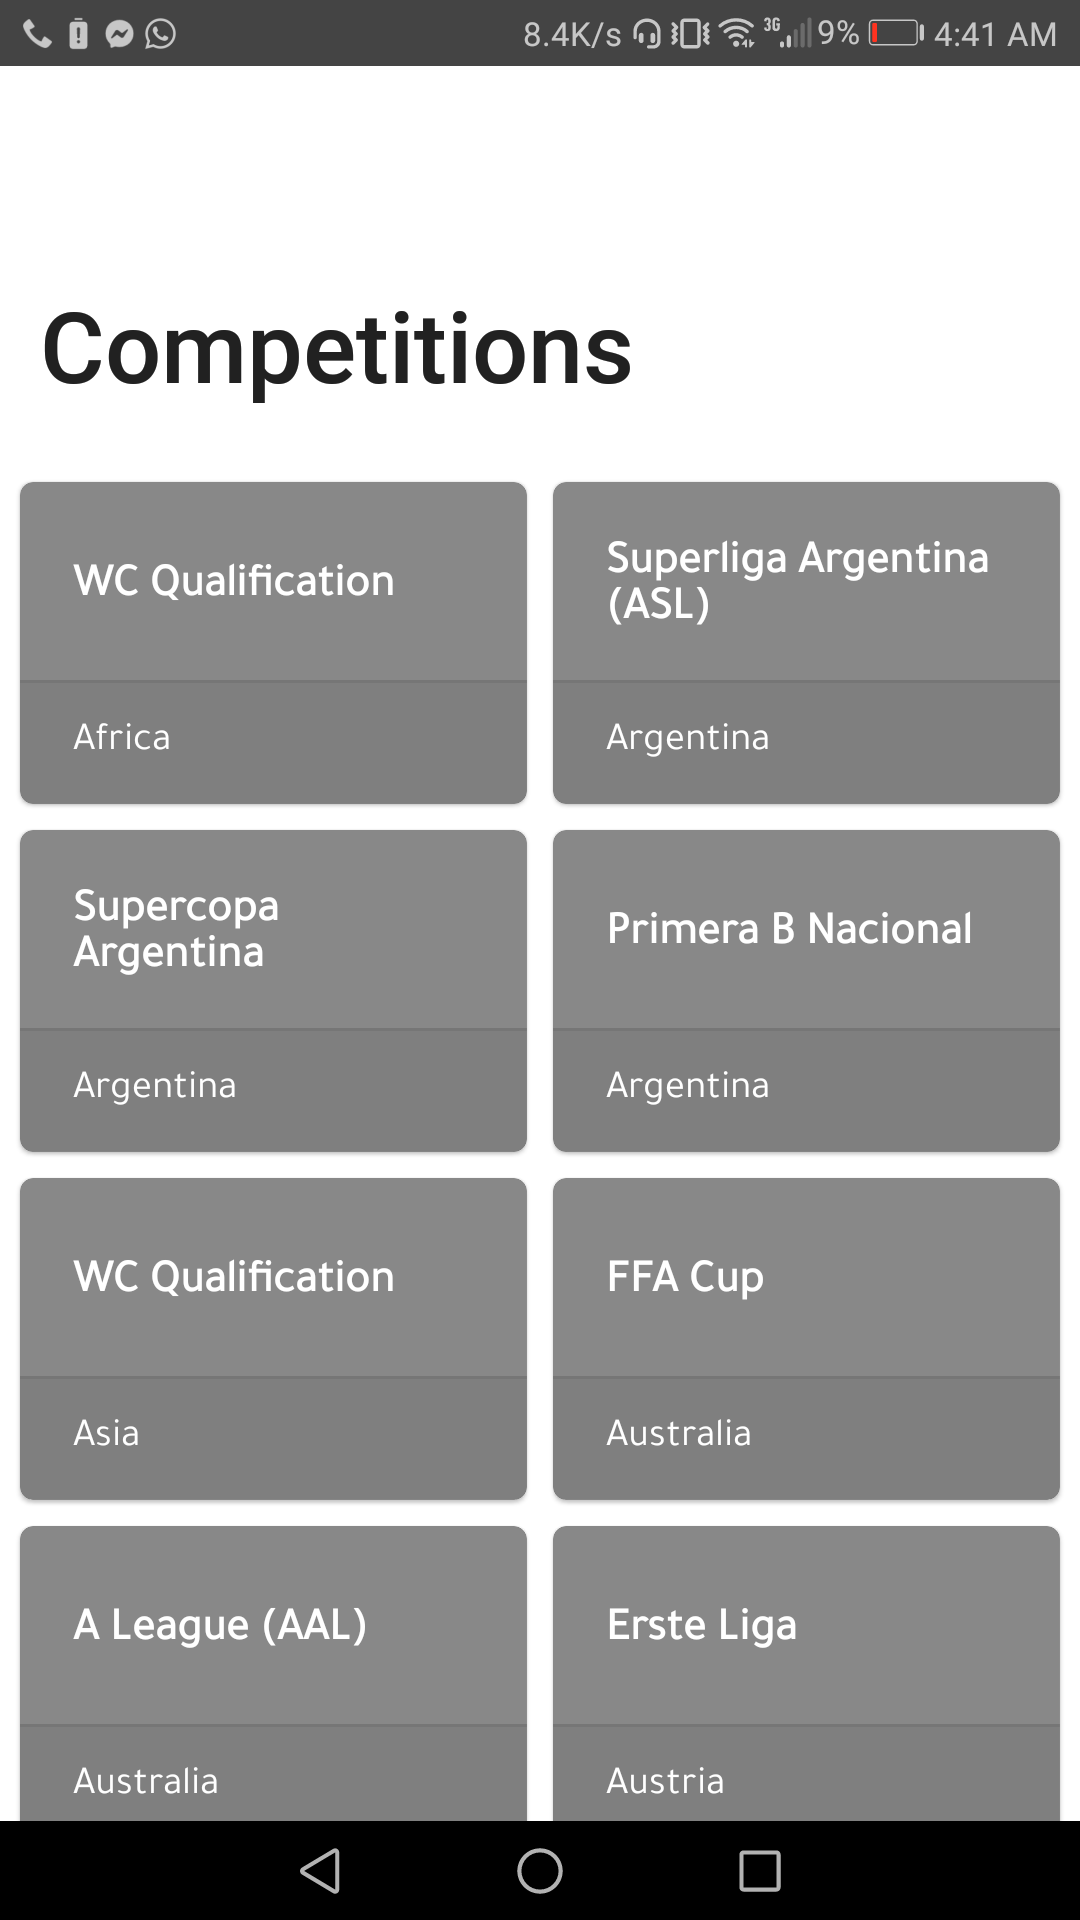 8.4K/s 3G 9% 4:41 AM
Competitions
WC Qualification
Africa
Superliga Argentina
(ASL)
Argentina
Supercopa
Argentina
Argentina
Primera B Nacional
Argentina
WC Qualification
Asia
FFA Cup
Australia
A League (AAL)
Australia
Erste Liga
Austria